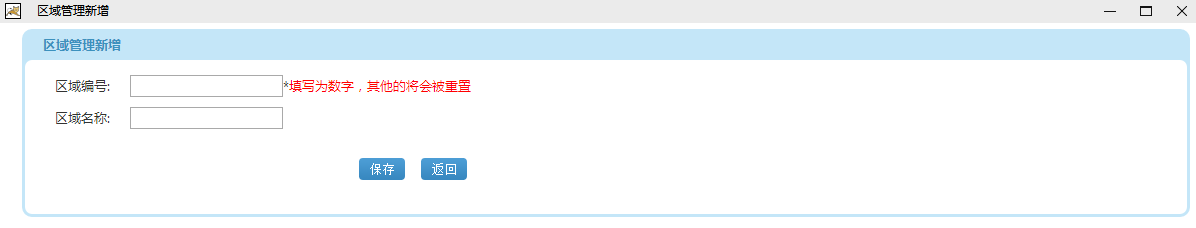 区域管理新增
区域管理新增
区域编号: *填写为数字，其他的将会被重置
区域名称:
保存 返回